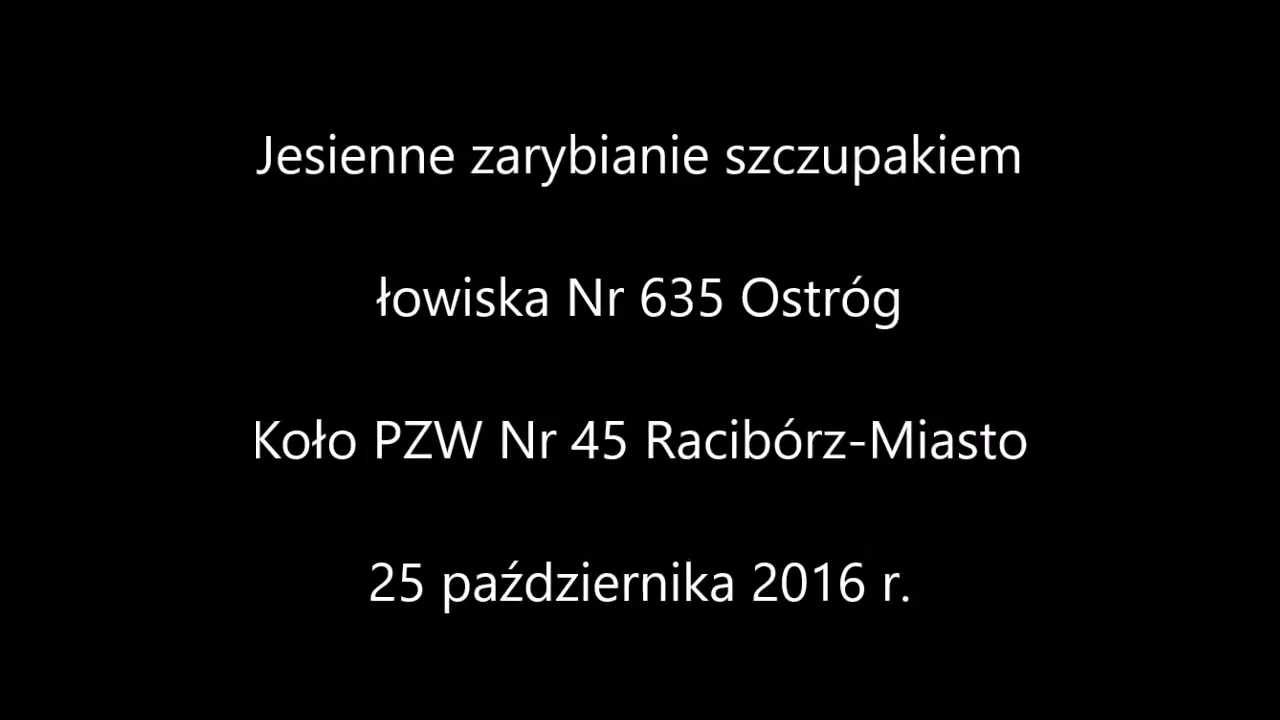 Jesienne zarybianie szczupakiem
łowiska Nr 635 Ostróg
Koło PZW Nr 45 Racibórz-Miasto
25 października 2016 r.